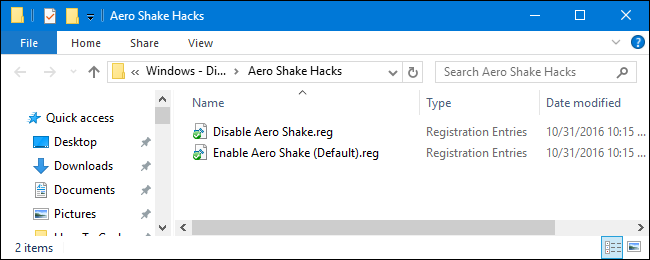 Aero Shake Hacks
File Home Share View
« Windows - Di... > Aero Shake Hacks Search Aero Shake Hacks
Name Type Date modified
Quick access
Desktop
Downloads
Documents
Pictures
Disable Aero Shake.reg Registration Entries 10/31/2016 10:15 ...
Enable Aero Shake (Default).reg Registration Entries 10/31/2016 10:15 ...
2 items